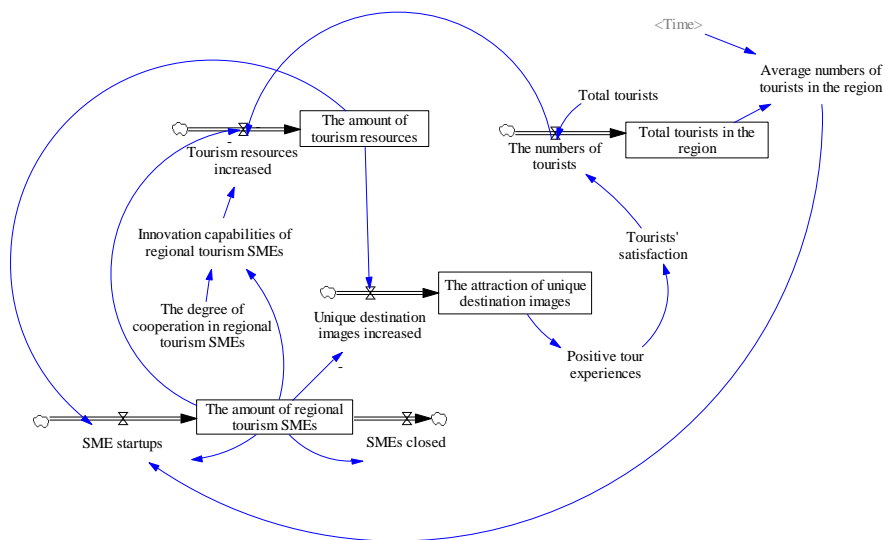 <Time>
Average numbers of
tourists in the region
Total tourists
The amount of
tourism resources
-
-
Tourism resources
increased
-
The numbers of
tourists
Total tourists in the
region
Innovation capabilities of
regional tourism SMEs
Tourists'
satisfaction
The attraction of unique
destination images
The degree of
cooperation in regional
tourism SMEs
Unique destination
images increased
-
Positive tour
experiences
The amount of regional
tourism SMEs
SME startups
SMEs closed